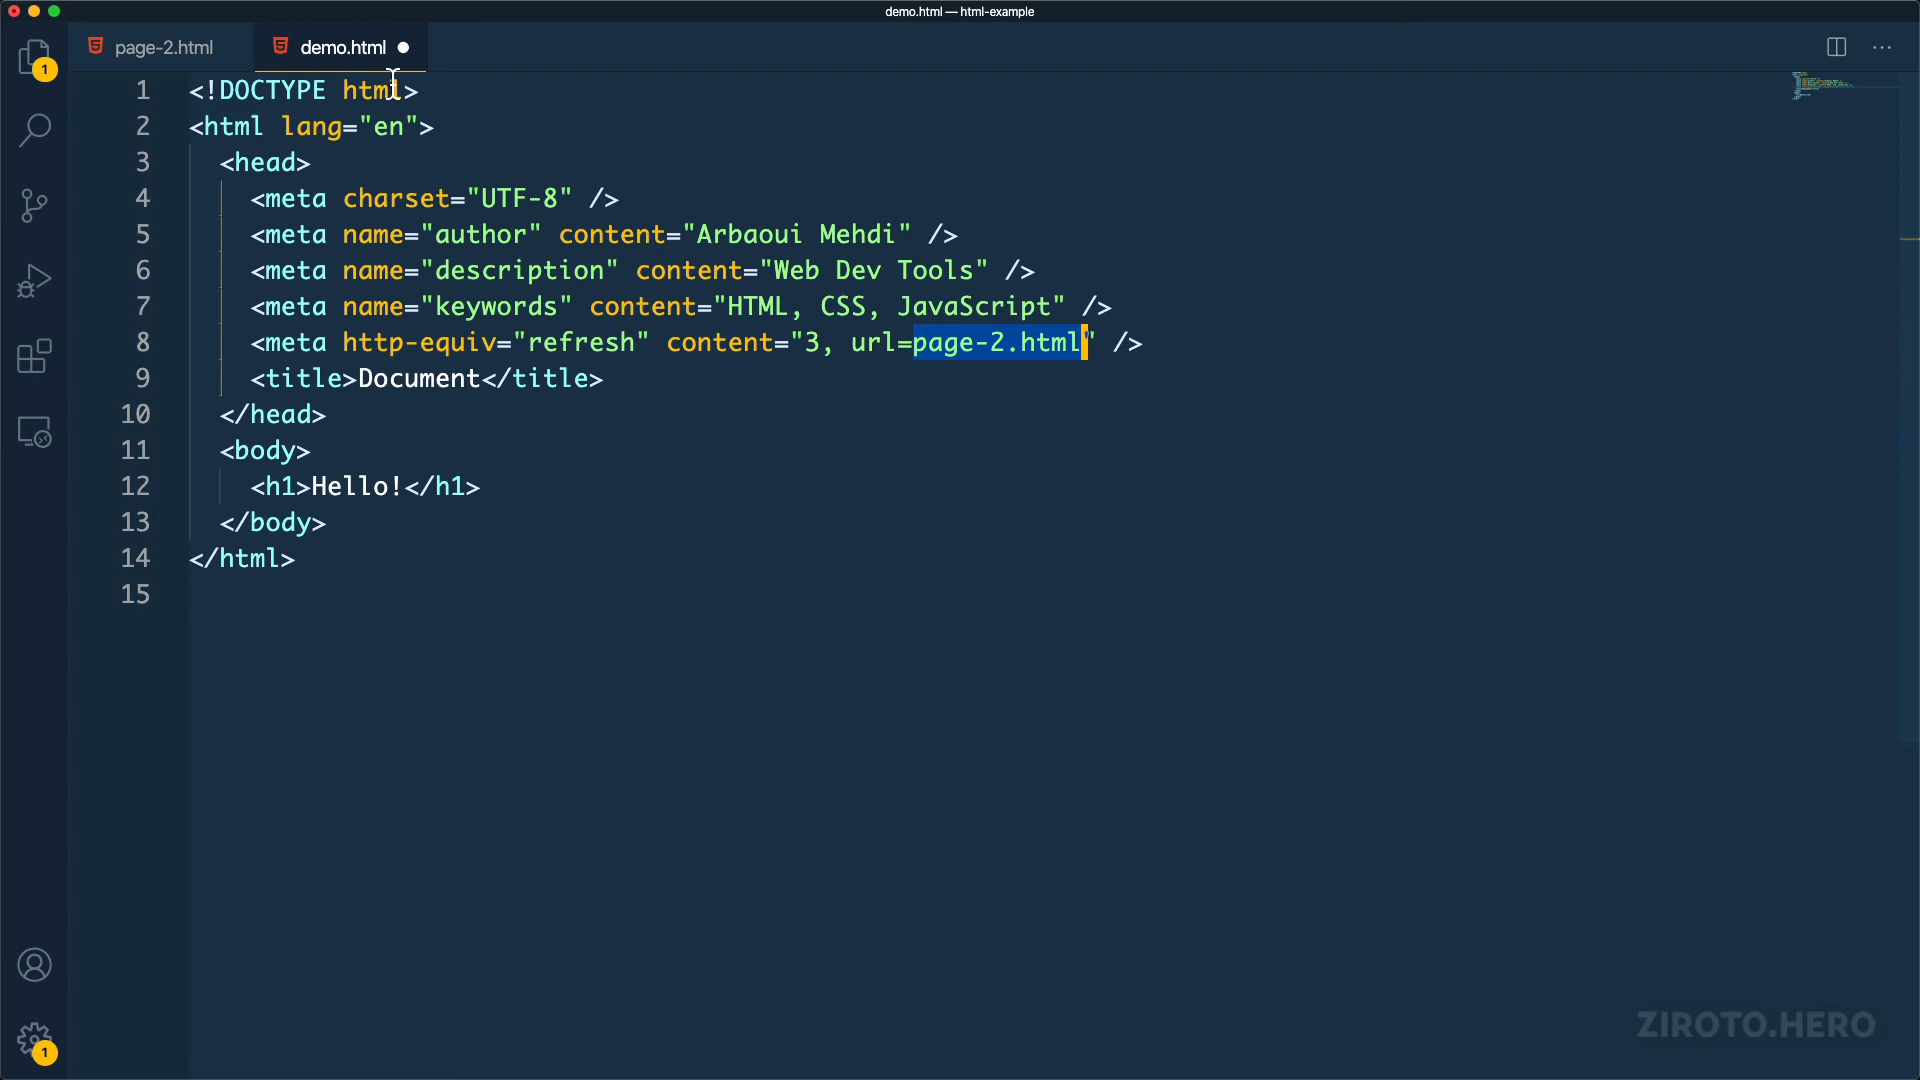 demo.html — html-example
page-2.html
demo.html
1 <!DOCTYPE html>
2 <html lang="en">
3 <head>
4 <meta charset="UTF-8" />
5 <meta name="author" content="Arbaoui Mehdi" />
6 <meta name="description" content="Web Dev Tools" />
7 <meta name="keywords" content="HTML, CSS, JavaScript" />
8 <meta http-equiv="refresh" content="3, url=page-2.html" />
9 <title>Document</title>
10 </head>
11 <body>
12 <h1>Hello!</h1>
13 </body>
14 </html>
15
1
1
ZIROTO.HERO